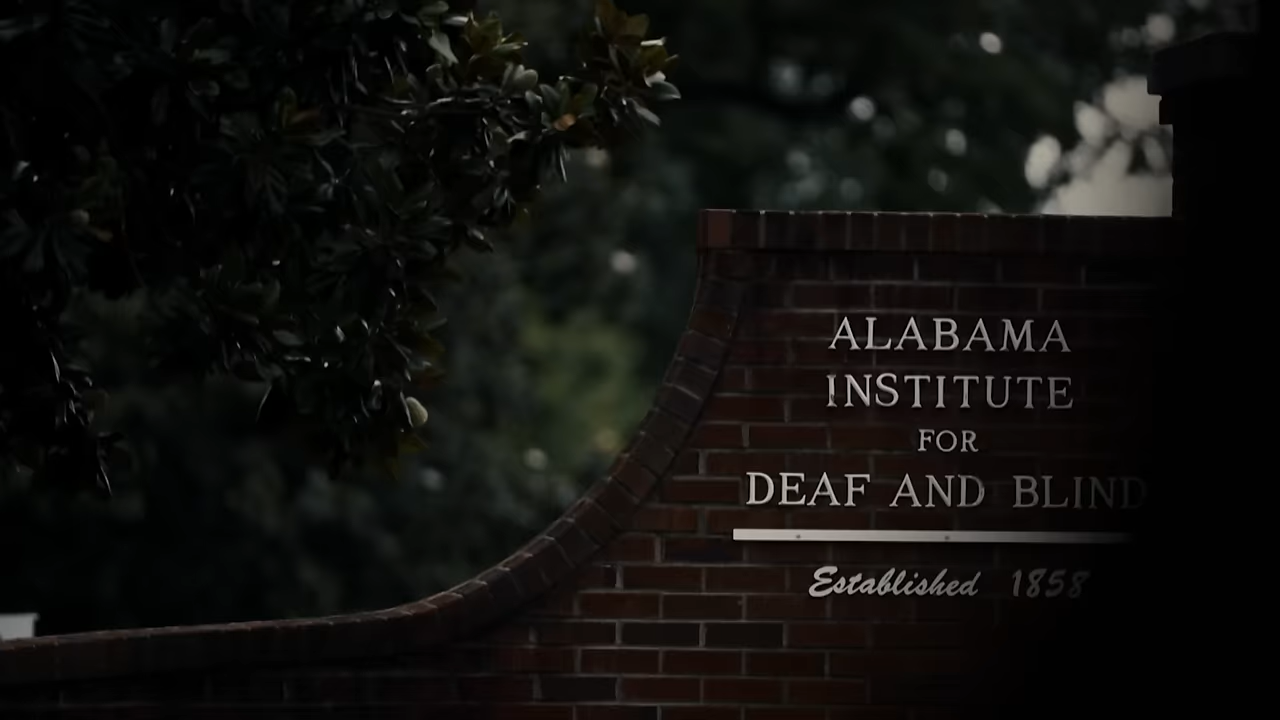 ALABAMA
INSTITUTE
FOR
DEAF AND BLIND
Established 1858